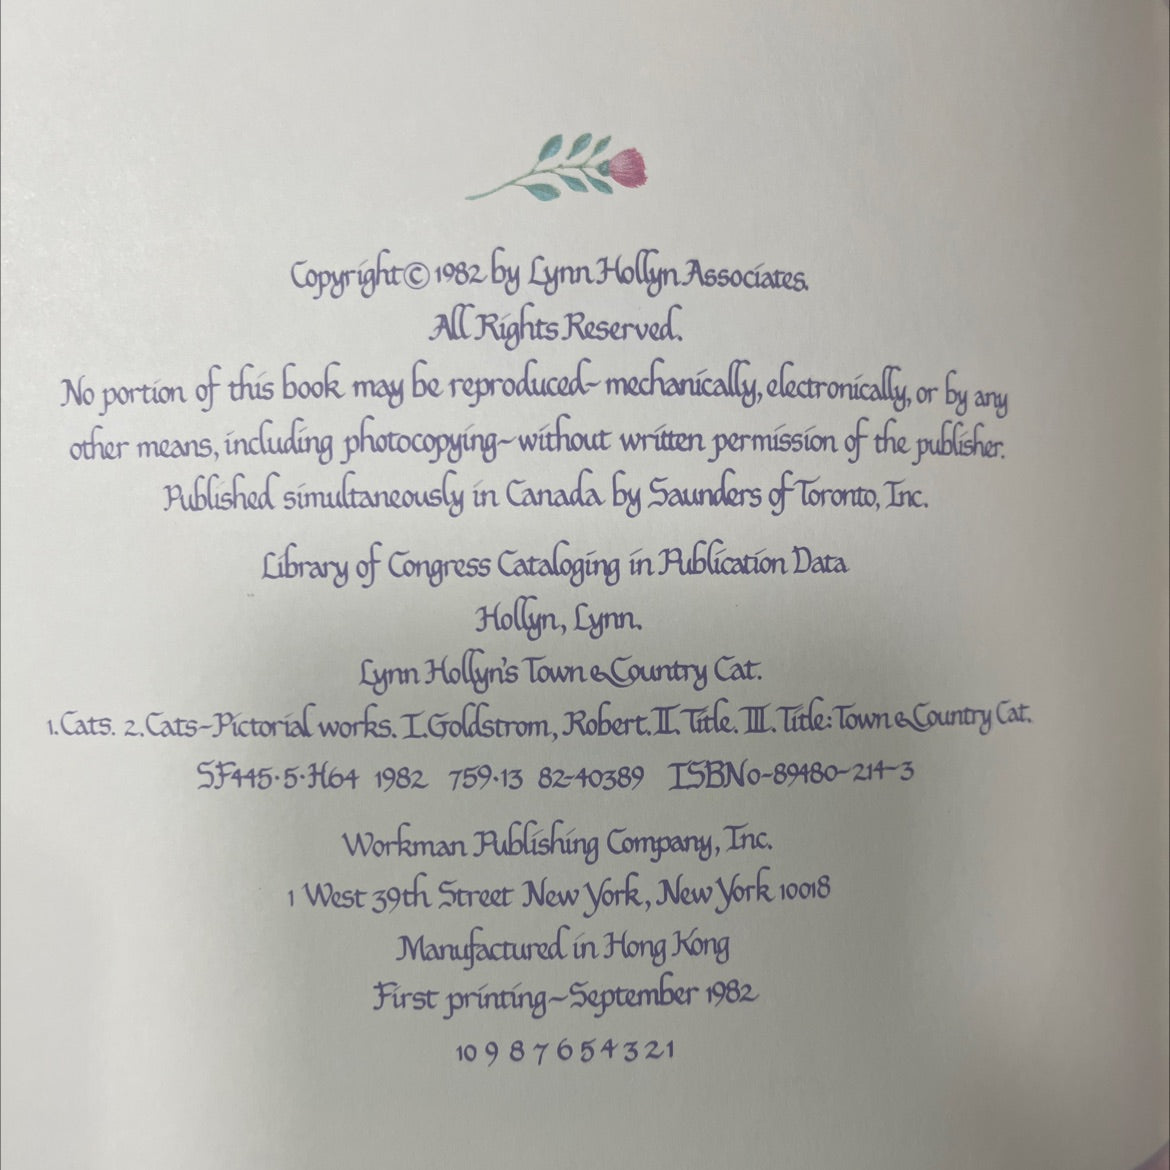 Copyright © 1982 by Lynn Hollyn Associates.
All Rights Reserved.
No portion of this book may be reproduced~mechanically, electronically, or by any
other means, including photocopying~without written permission of the publisher.
Published simultaneously in Canada by Saunders of Toronto, Inc.
Library of Congress Cataloging in Publication Data
Hollyn, Lynn.
Lynn Hollyn's Town & Country Cat.
1. Cats. 2. Cats~Pictorial works. I. Goldstrom, Robert. II. Title. III. Title: Town & Country Cat.
SF445·5·H64 1982 759·13 82-40389 ISBN 0-89480-214-3
Workman Publishing Company, Inc.
1 West 39th Street New York, New York 10018
Manufactured in Hong Kong
First printing~September 1982
10 9 8 7 6 5 4 3 2 1